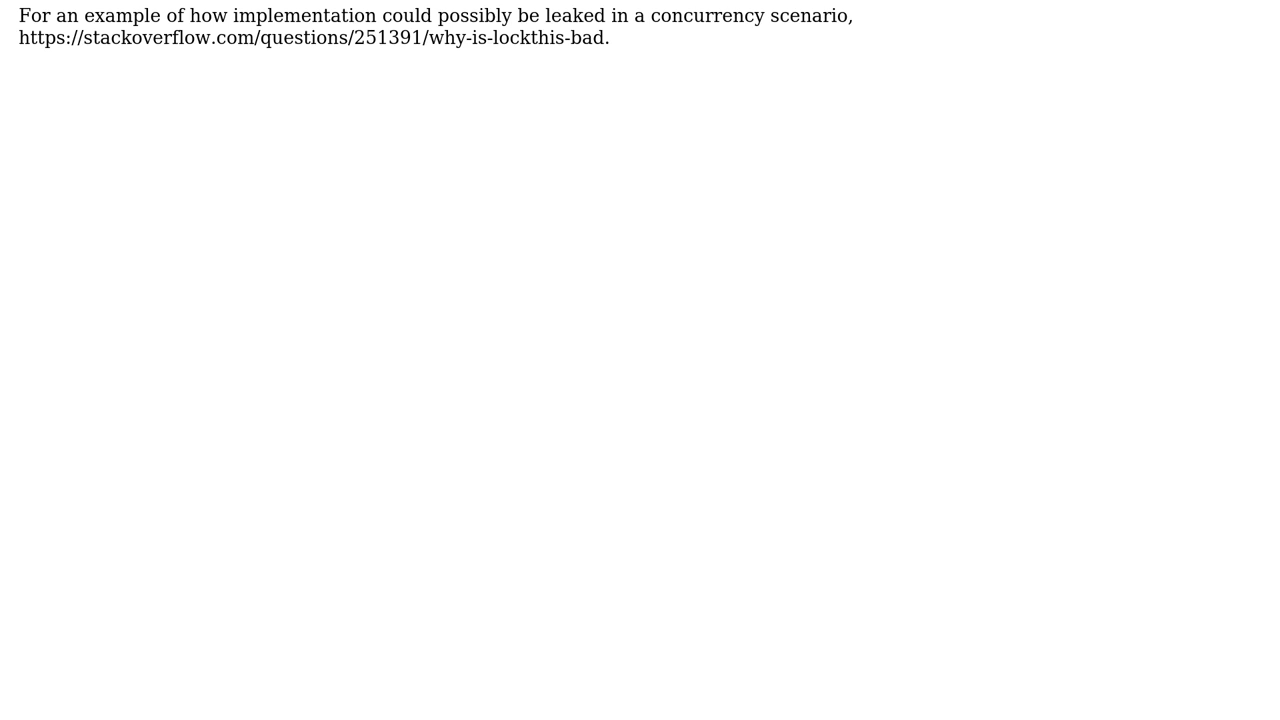 For an example of how implementation could possibly be leaked in a concurrency scenario,
https://stackoverflow.com/questions/251391/why-is-lockthis-bad.